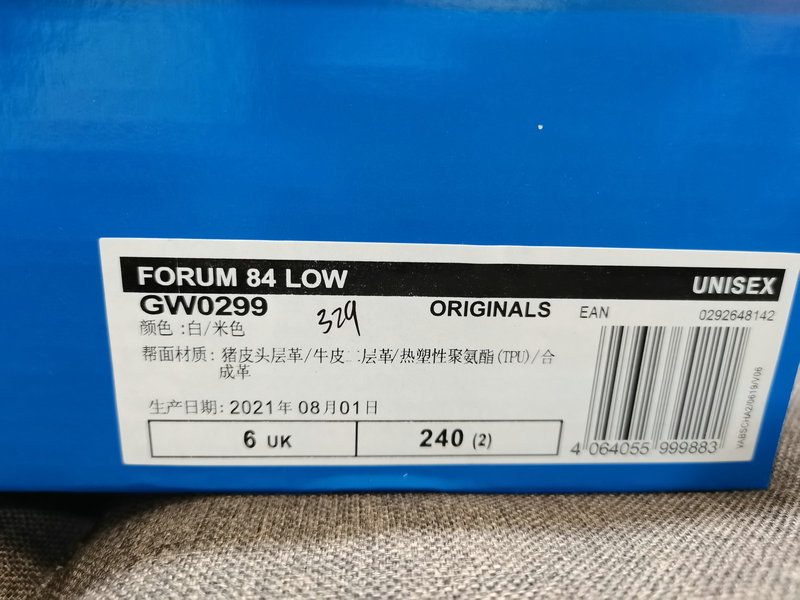 FORUM 84 LOW
UNISEX
GW0299
ORIGINALS
EAN
0292648142
颜色:白/米色
329
帮面材质: 猪皮头层革/牛皮二层革/热塑性聚氨酯(TPU)/合
成革
生产日期: 2021年 08月01日
6 UK
240 (2)
4 064055 999883